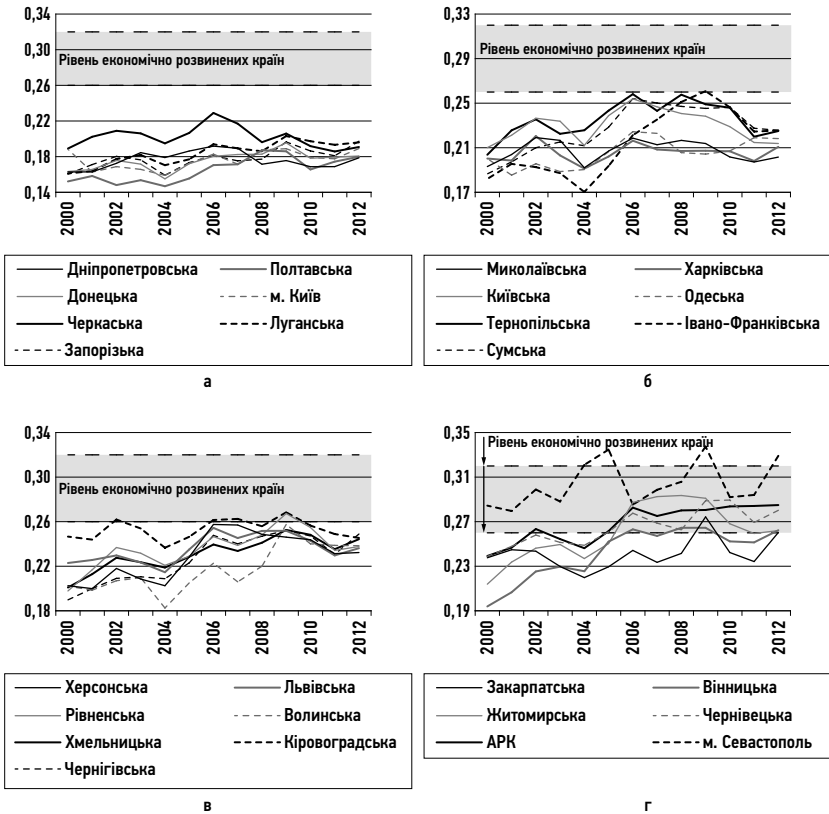 0,34
0,30
Рівень економічно розвинених країн
0,26
0,22
0,18
0,14
2000 2002 2004 2006 2008 2010 2012
Дніпропетровська Полтавська
Донецька м. Київ
Черкаська Луганська
Запорізька
а
0,33
0,29
Рівень економічно розвинених країн
0,25
0,21
0,17
2000 2002 2004 2006 2008 2010 2012
Миколаївська Харківська
Київська Одеська
Тернопільська Івано-Франківська
Сумська
б
0,34
0,30
Рівень економічно розвинених країн
0,26
0,22
0,18
2000 2002 2004 2006 2008 2010 2012
Херсонська Львівська
Рівненська Волинська
Хмельницька Кіровоградська
Чернігівська
в
0,35
Рівень економічно розвинених країн
0,31
0,27
0,23
0,19
2000 2002 2004 2006 2008 2010 2012
Закарпатська Вінницька
Житомирська Чернівецька
АРК м. Севастополь
г